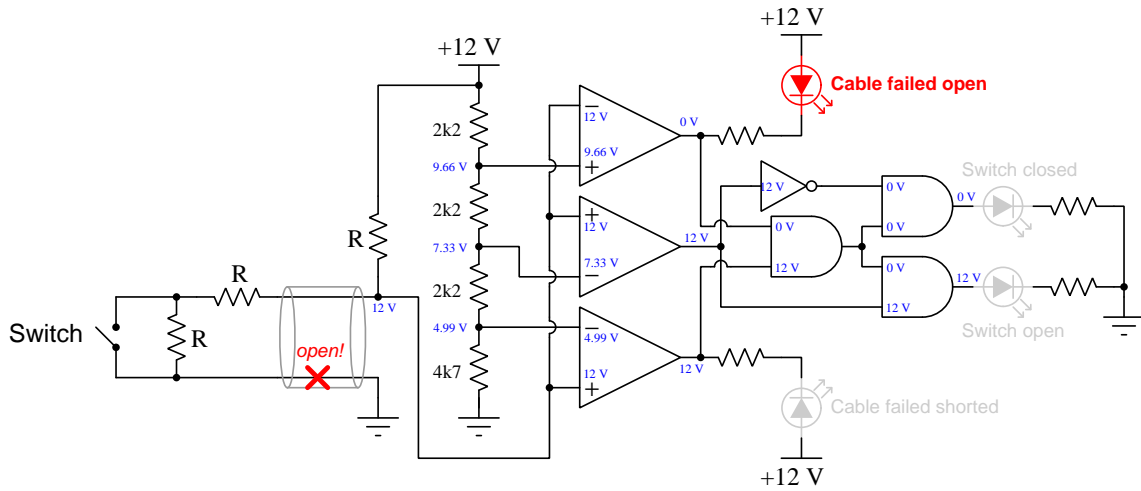 +12 V
+12 V
Cable failed open
2k2
12 V
0 V
9.66 V
9.66 V
−
+
R
2k2
12 V
0 V
0 V
Switch closed
R
+
12 V
12 V
0 V
0 V
7.33 V
7.33 V
−
12 V
2k2
0 V
12 V
12 V
Switch open
12 V
Switch
R
open!
4.99 V
−
4.99 V
4k7
12 V
+
12 V
Cable failed shorted
+12 V